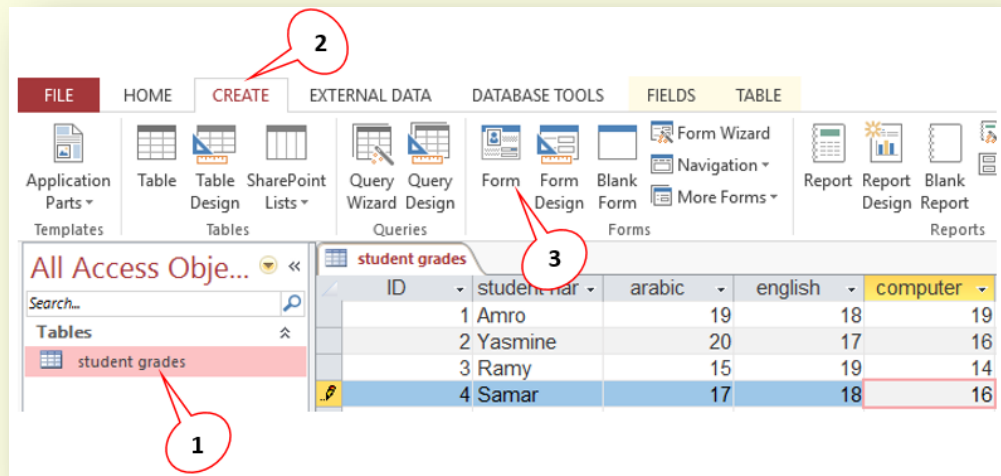 2
FILE HOME CREATE EXTERNAL DATA DATABASE TOOLS FIELDS TABLE
Application Parts Table Table Design SharePoint Lists Query Wizard Query Design Form Form Design Blank Form Form Wizard Navigation More Forms Report Report Design Blank Report
Templates Tables Queries Forms Reports
3
All Access Obje... «
Search...
Tables
student grades
1
student grades
ID student nar arabic english computer
1 Amro 19 18 19
2 Yasmine 20 17 16
3 Ramy 15 19 14
4 Samar 17 18 16